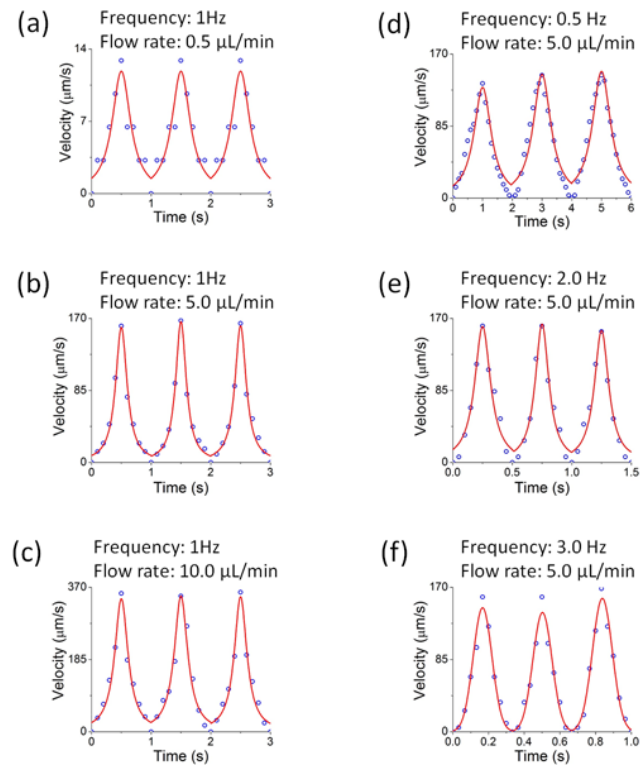 (a)
Frequency: 1Hz
Flow rate: 0.5 µL/min
14
7
0
Velocity (µm/s)
0 1 2 3
Time (s)
(b)
Frequency: 1Hz
Flow rate: 5.0 µL/min
170
85
0
Velocity (µm/s)
0 1 2 3
Time (s)
(c)
Frequency: 1Hz
Flow rate: 10.0 µL/min
370
185
0
Velocity (µm/s)
0 1 2 3
Time (s)
(d)
Frequency: 0.5 Hz
Flow rate: 5.0 µL/min
170
85
0
Velocity (µm/s)
0 1 2 3 4 5 6
Time (s)
(e)
Frequency: 2.0 Hz
Flow rate: 5.0 µL/min
170
85
0
Velocity (µm/s)
0.0 0.5 1.0 1.5
Time (s)
(f)
Frequency: 3.0 Hz
Flow rate: 5.0 µL/min
170
85
0
Velocity (µm/s)
0.0 0.2 0.4 0.6 0.8 1.0
Time (s)